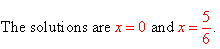 The solutions are x = 0 and x = 5/6.